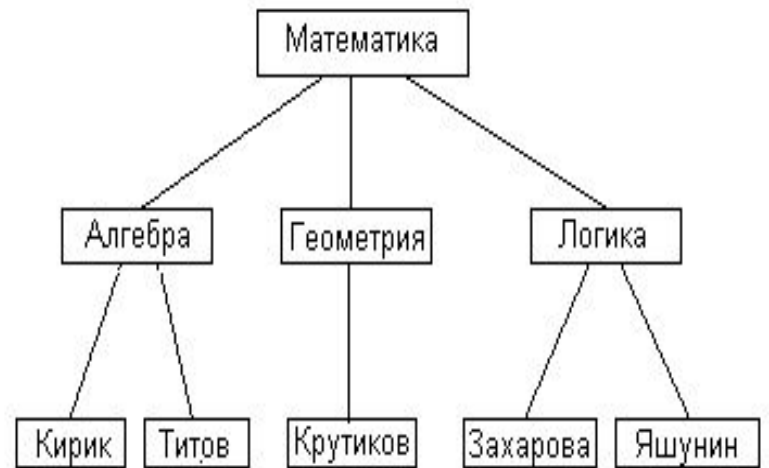 Математика
Алгебра Геометрия Логика
Кирик Титов Крутиков Захарова Яшунин